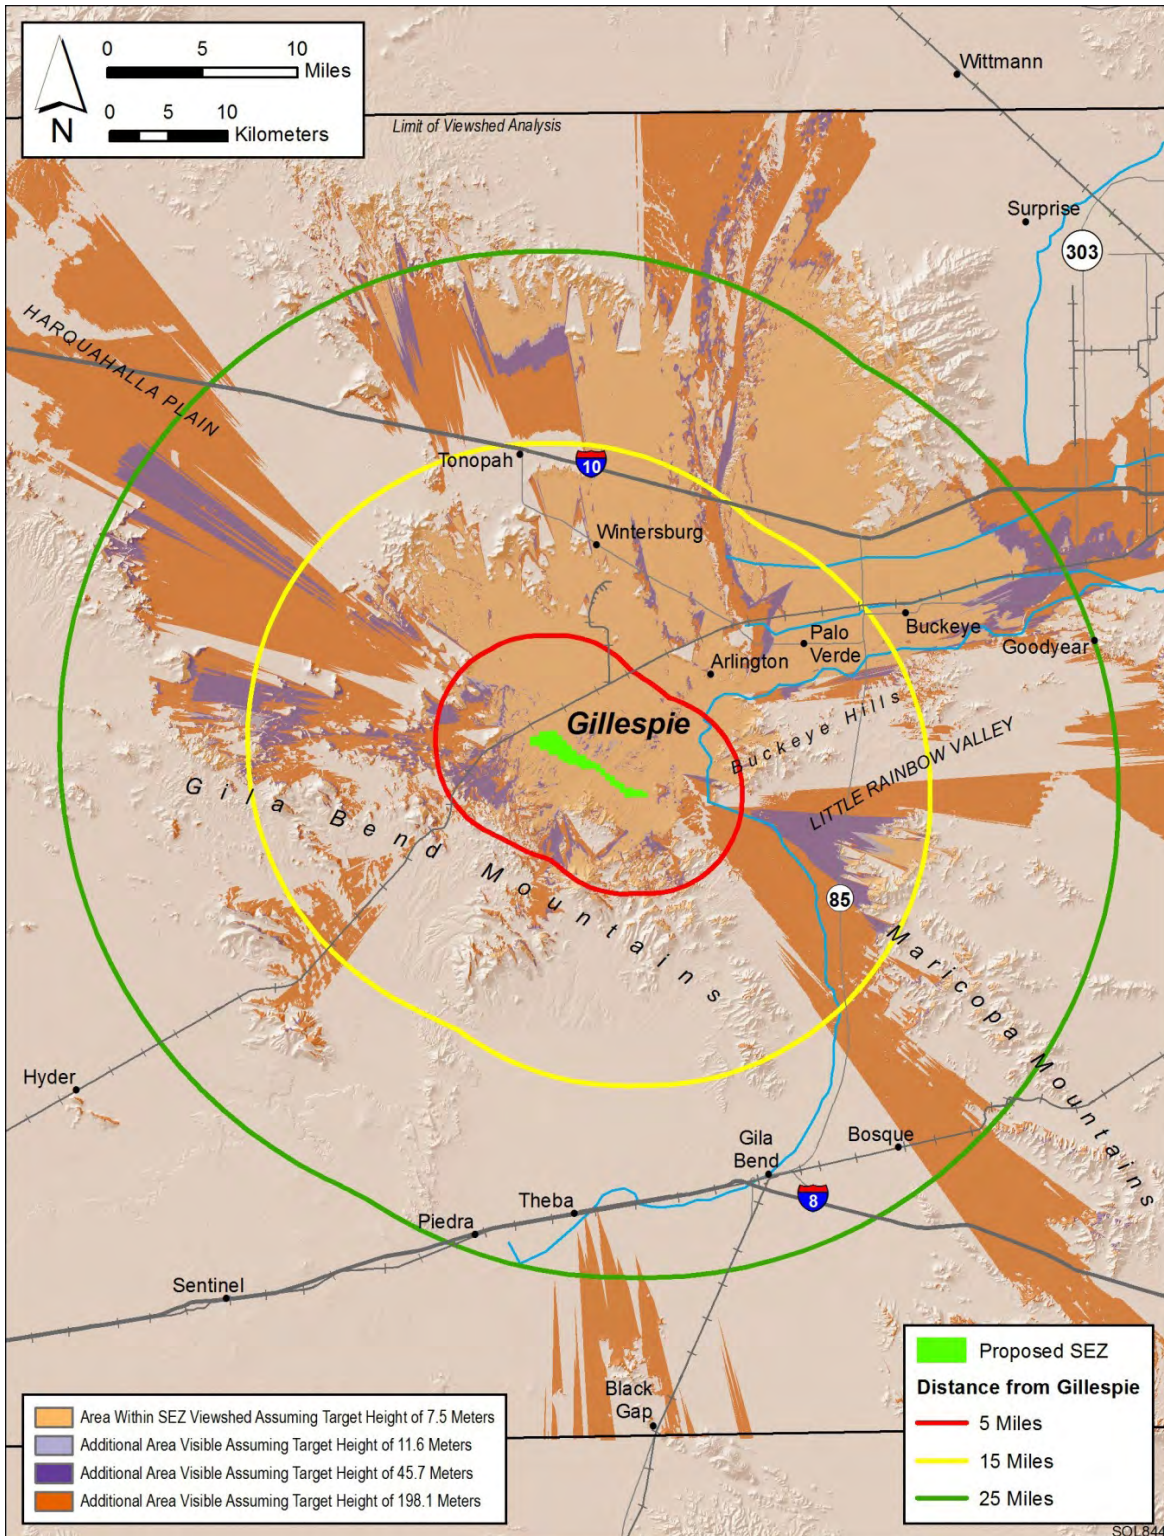 0 5 10
Miles
0 5 10
Kilometers
N
Limit of Viewshed Analysis
Wittmann
Surprise
303
HARQUAHALLA PLAIN
Tonopah
10
Wintersburg
Buckeye
Palo
Verde
Goodyear
Arlington
Gillespie
Buckeye Hills
LITTLE RAINBOW VALLEY
Gila Bend Mountains
85
Maricopa Mountains
Hyder
Gila
Bend
Bosque
8
Theba
Piedra
Sentinel
Black
Gap
Area Within SEZ Viewshed Assuming Target Height of 7.5 Meters
Additional Area Visible Assuming Target Height of 11.6 Meters
Additional Area Visible Assuming Target Height of 45.7 Meters
Additional Area Visible Assuming Target Height of 198.1 Meters
Proposed SEZ
Distance from Gillespie
5 Miles
15 Miles
25 Miles
SOL844